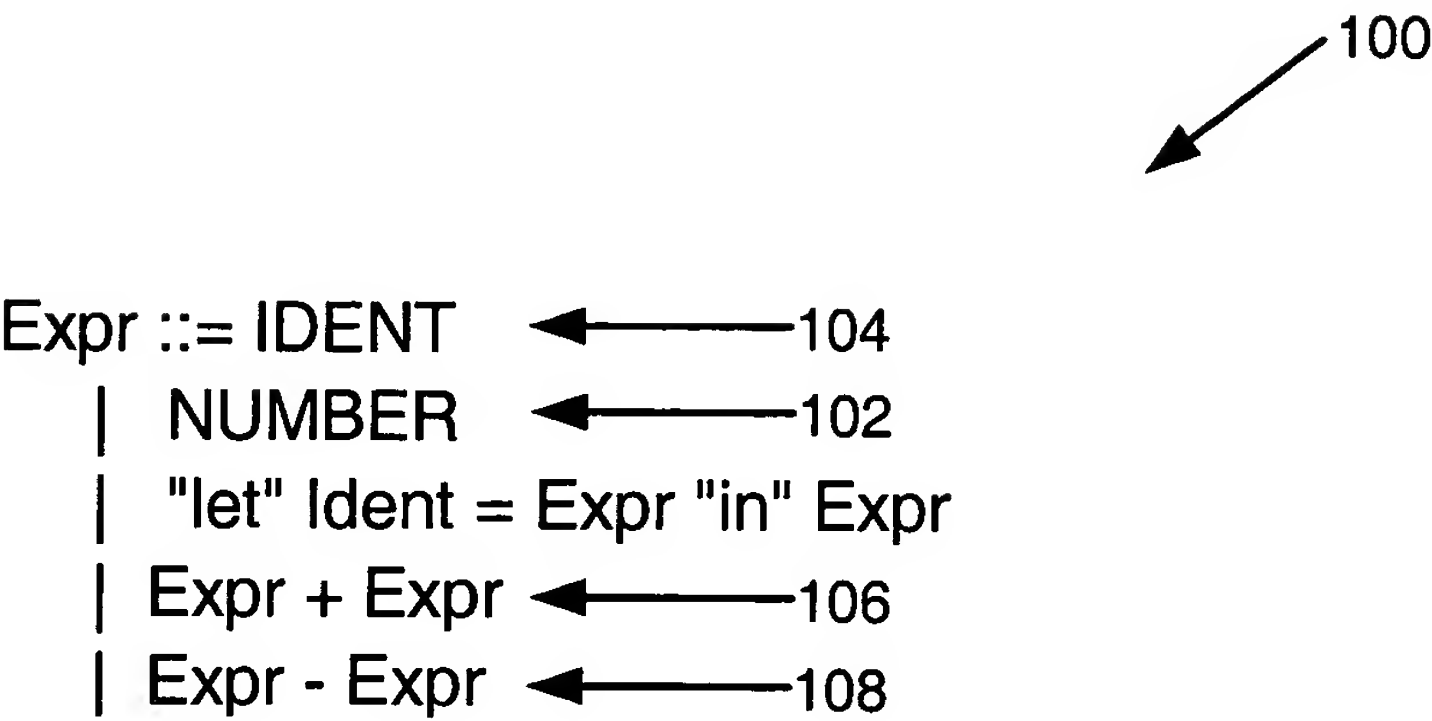 100
Expr ::= IDENT 104
| NUMBER 102
| "let" Ident = Expr "in" Expr
| Expr + Expr 106
| Expr - Expr 108